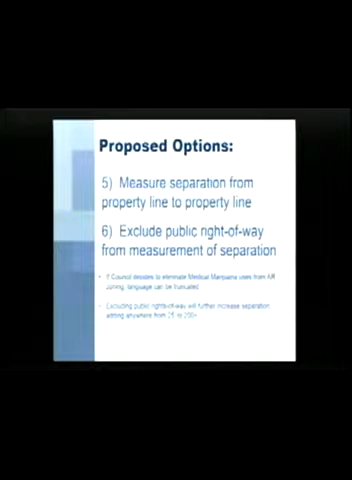 Proposed Options:
5) Measure separation from
property line to property line
6) Exclude public right-of-way
from measurement of separation
• If Council decides to eliminate Medical Marijuana uses from AR
zoning, language can be truncated
• Excluding public rights-of-way will further increase separation
adding anywhere from 25 to 200+